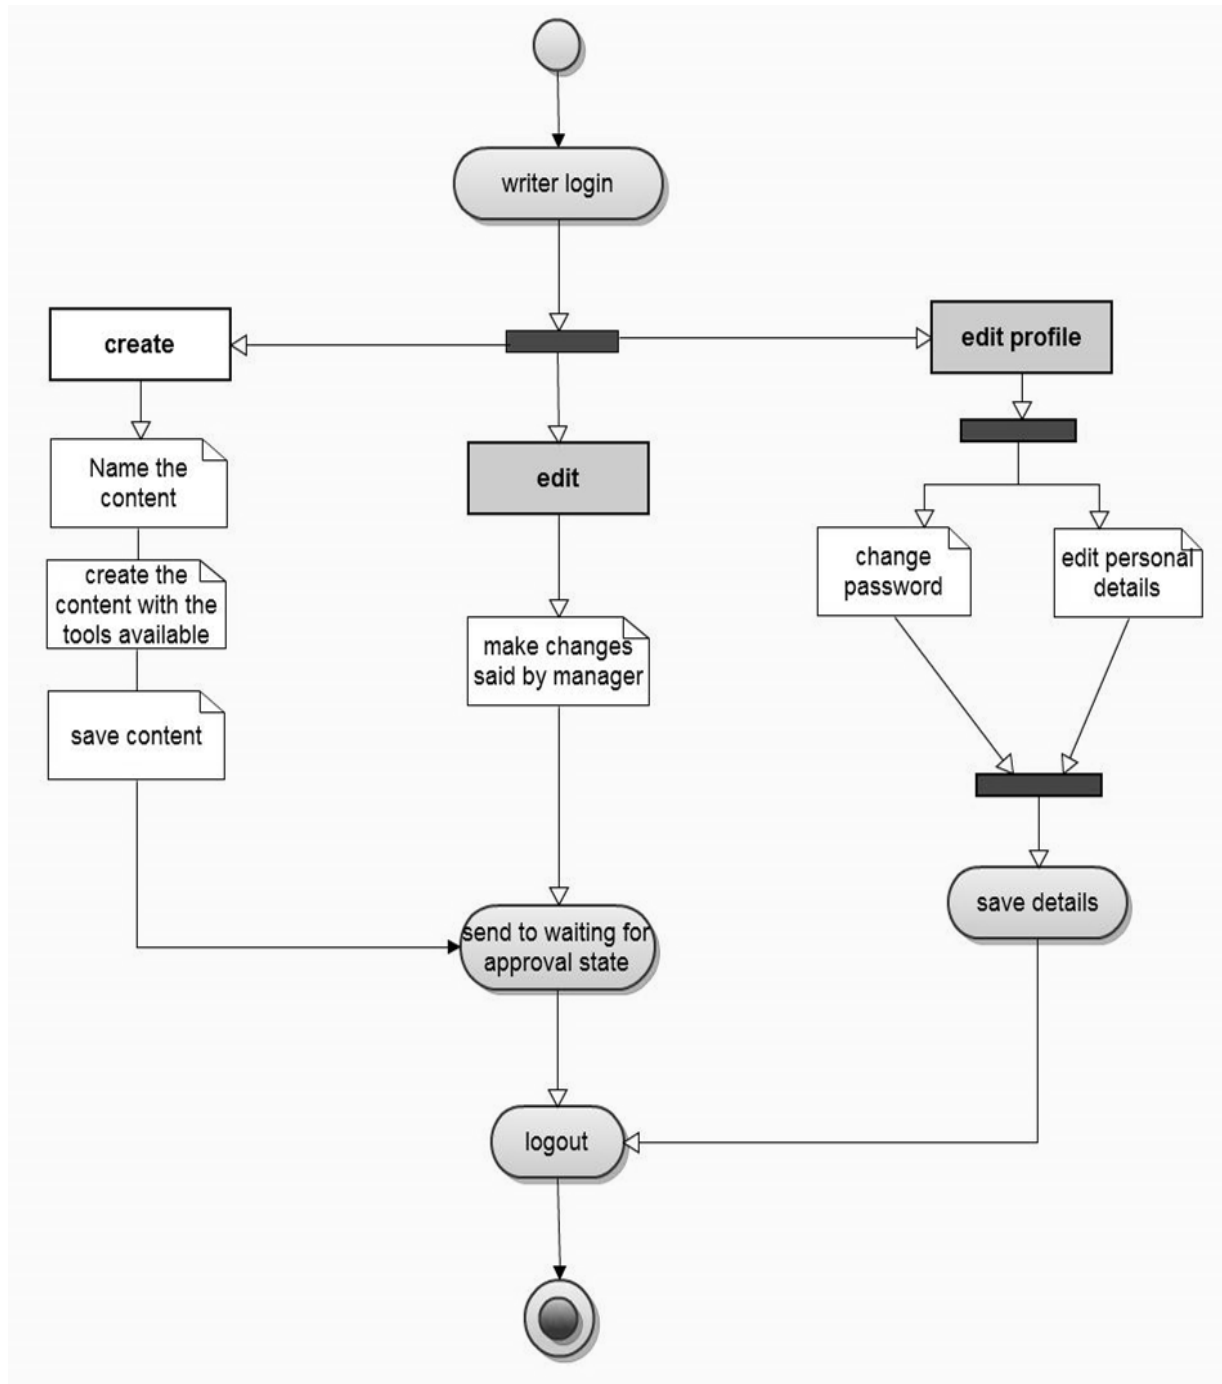 writer login
create
edit profile
Name the
content
edit
change
password
edit personal
details
create the
content with the
tools available
make changes
said by manager
save content
save details
send to waiting for
approval state
logout